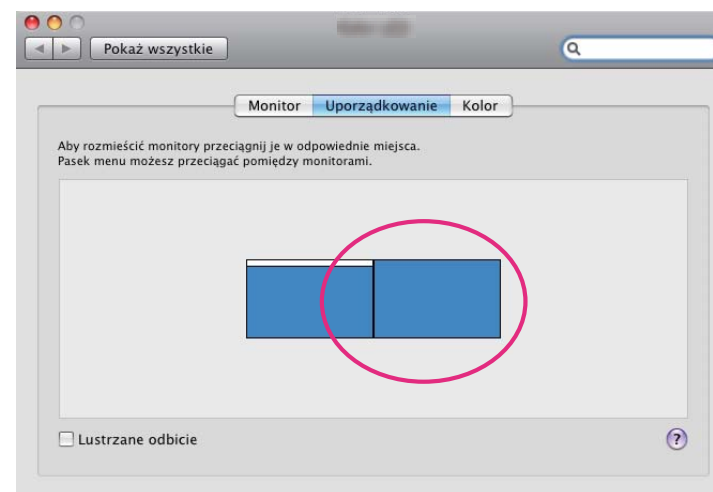 Pokaż wszystkie
Monitor Uporządkowanie Kolor
Aby rozmieścić monitory przeciągnij je w odpowiednie miejsca.
Pasek menu możesz przeciągać pomiędzy monitorami.
Lustrzane odbicie
?